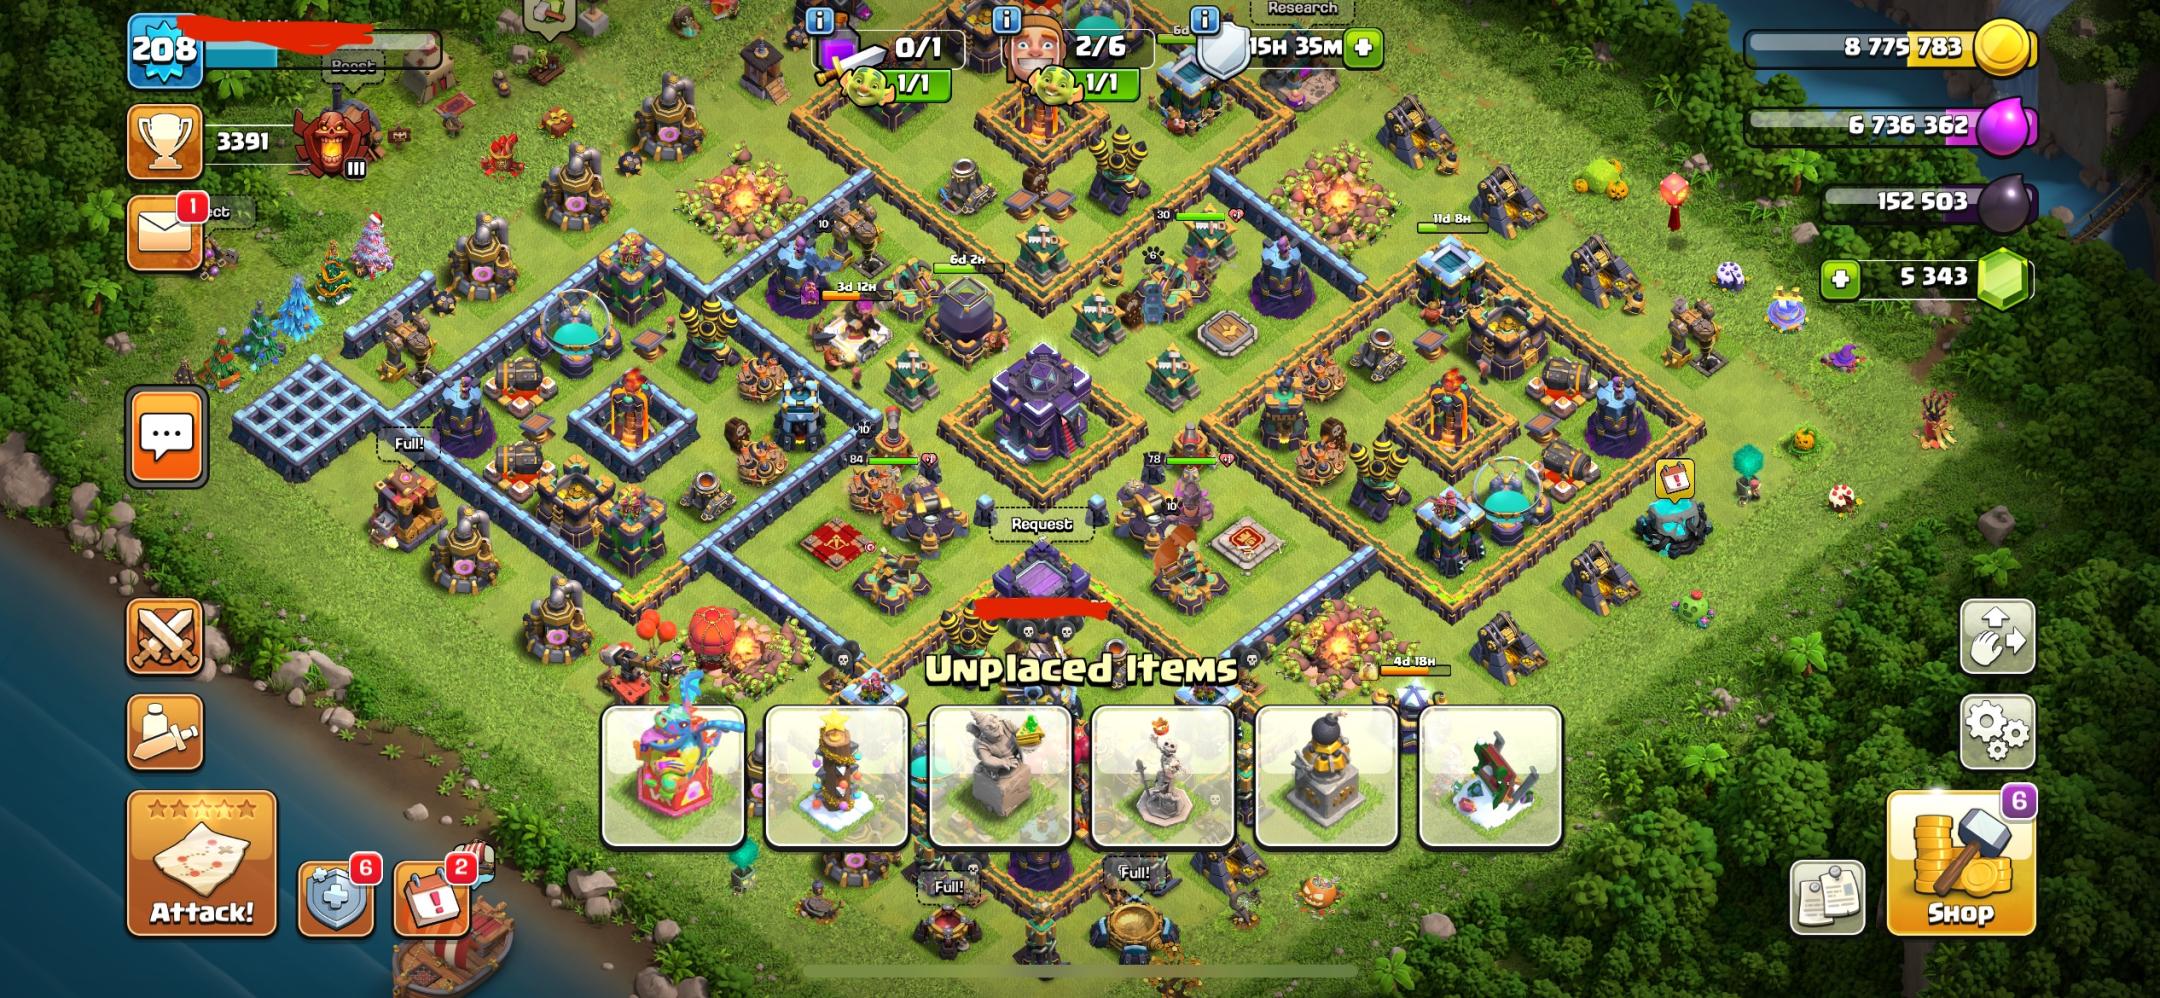 Research
208
0/1
2/6
15H 35M
8 775 783
6d
Boost
1/1
1/1
3391
III
6 736 362
1
ect
152 503
30
10
11d 8H
6d 2H
6
5 343
3d 12H
10
Full!
84
78
10
Request
4d 18H
Unplaced Items
6
6
2
Full!
Full!
Attack!
Shop